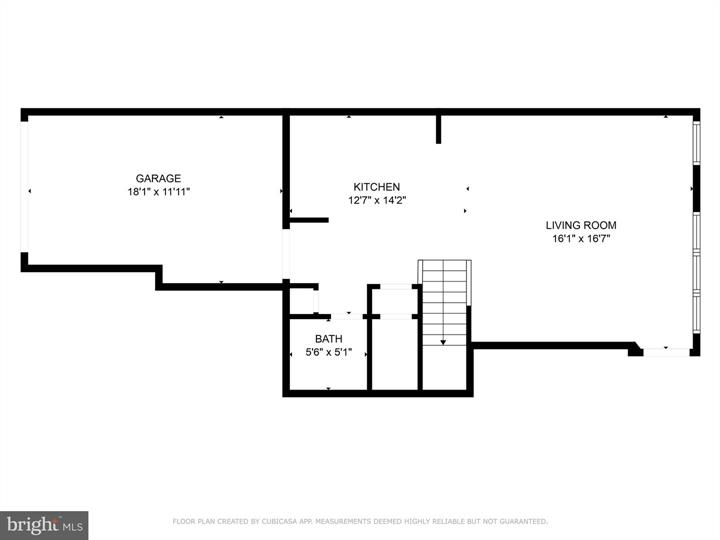 GARAGE
18'1" x 11'11"
KITCHEN
12'7" x 14'2"
LIVING ROOM
16'1" x 16'7"
BATH
5'6" x 5'1"
bright MLS
FLOOR PLAN CREATED BY CUBICASA APP. MEASUREMENTS DEEMED HIGHLY RELIABLE BUT NOT GUARANTEED.